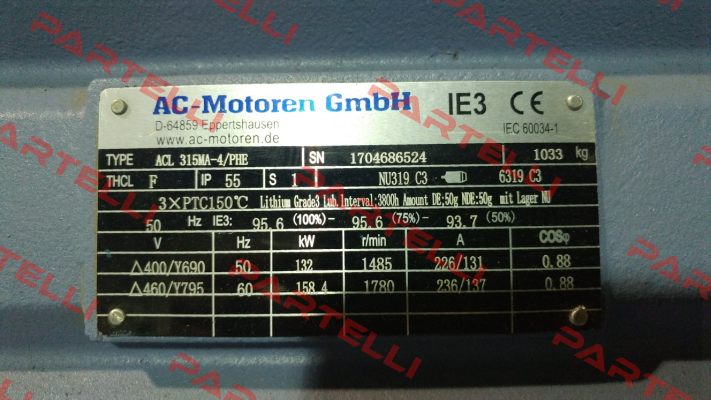 AC-Motoren GmbH IE3 CE
D-64859 Eppertshausen IEC 60034-1
www.ac-motoren.de
TYPE ACL 315MA-4/PHE SN 1704686524 1033 kg
THCL F IP 55 S 1 NU319 C3 6319 C3
3×PTC150℃ Lithium Grade3 Lub.Interval:3800h Amount DE:50g NDE:50g mit Lager NU
50 Hz IE3: 95.6 (100%)- 95.6 (75%)- 93.7 (50%)
V Hz kW r/min A COSφ
△400/Y690 50 132 1485 226/131 0.88
△460/Y795 60 158.4 1780 236/137 0.88
PARTELLI
PARTELLI
PARTELLI
PARTELLI
PARTELLI
PARTELLI